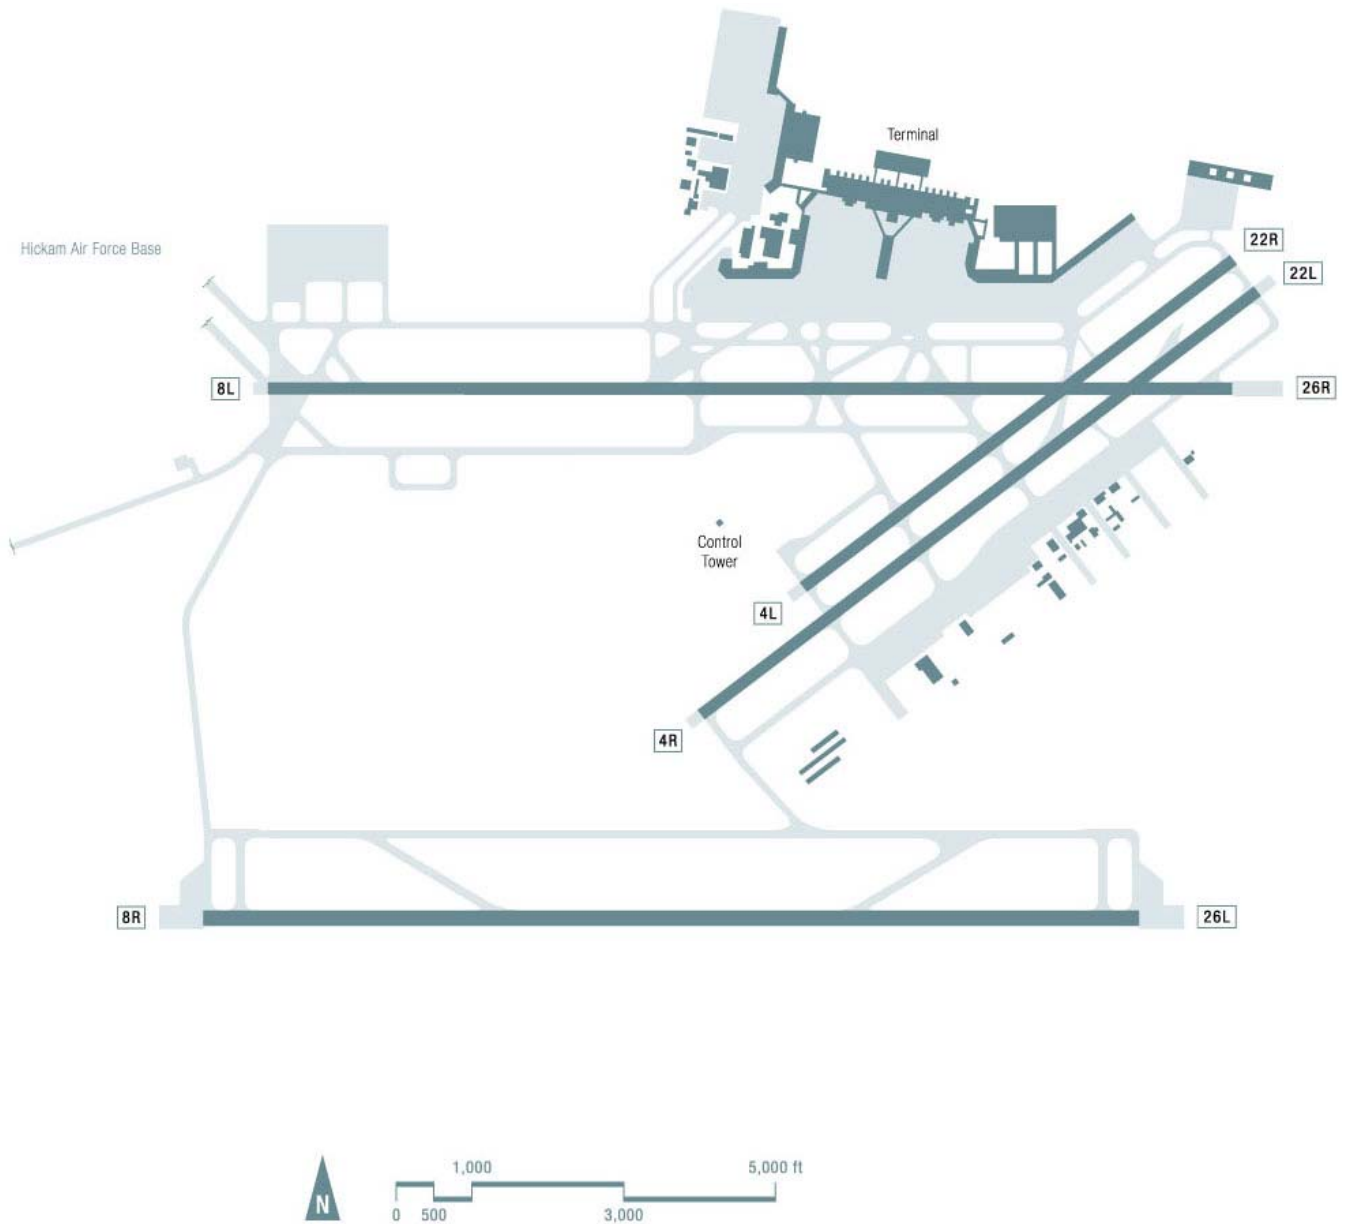 Terminal
22R
Hickam Air Force Base
22L
8L
26R
Control
Tower
4L
4R
8R
26L
1,000
5,000 ft
N
0
500
3,000